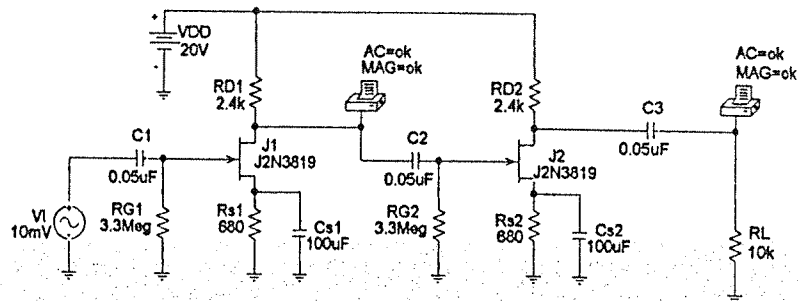 VDD
20V
AC=ok
MAG=ok
AC=ok
MAG=ok
RD1
2.4k
RD2
2.4k
C3
0.05uF
C1
0.05uF
J1
J2N3819
C2
0.05uF
J2
J2N3819
VI
10mV
RG1
3.3Meg
Rs1
680
Cs1
100uF
RG2
3.3Meg
Rs2
680
Cs2
100uF
RL
10k